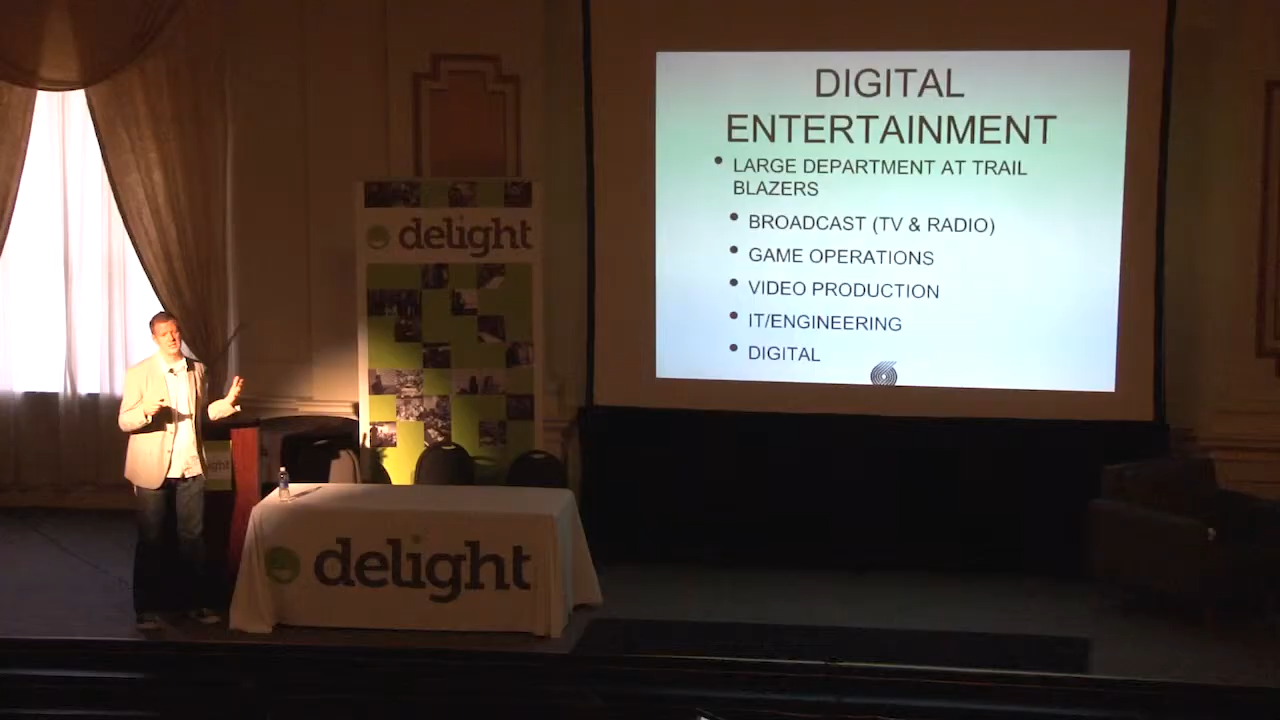 DIGITAL
ENTERTAINMENT
• LARGE DEPARTMENT AT TRAIL
BLAZERS
• BROADCAST (TV & RADIO)
• GAME OPERATIONS
• VIDEO PRODUCTION
• IT/ENGINEERING
• DIGITAL
delight
delight